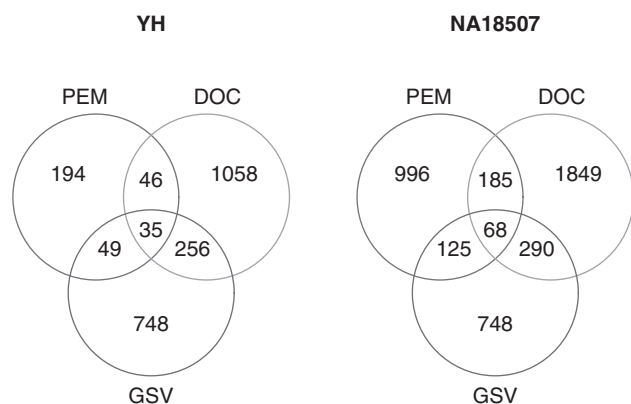 YH
NA18507
PEM DOC
PEM DOC
194 46 1058
996 185 1849
35
68
49 256
125 290
748
748
GSV
GSV